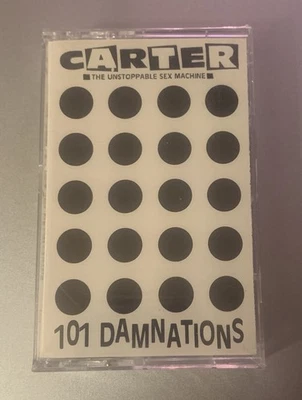 CARTER
THE UNSTOPPABLE SEX MACHINE
101 DAMNATIONS